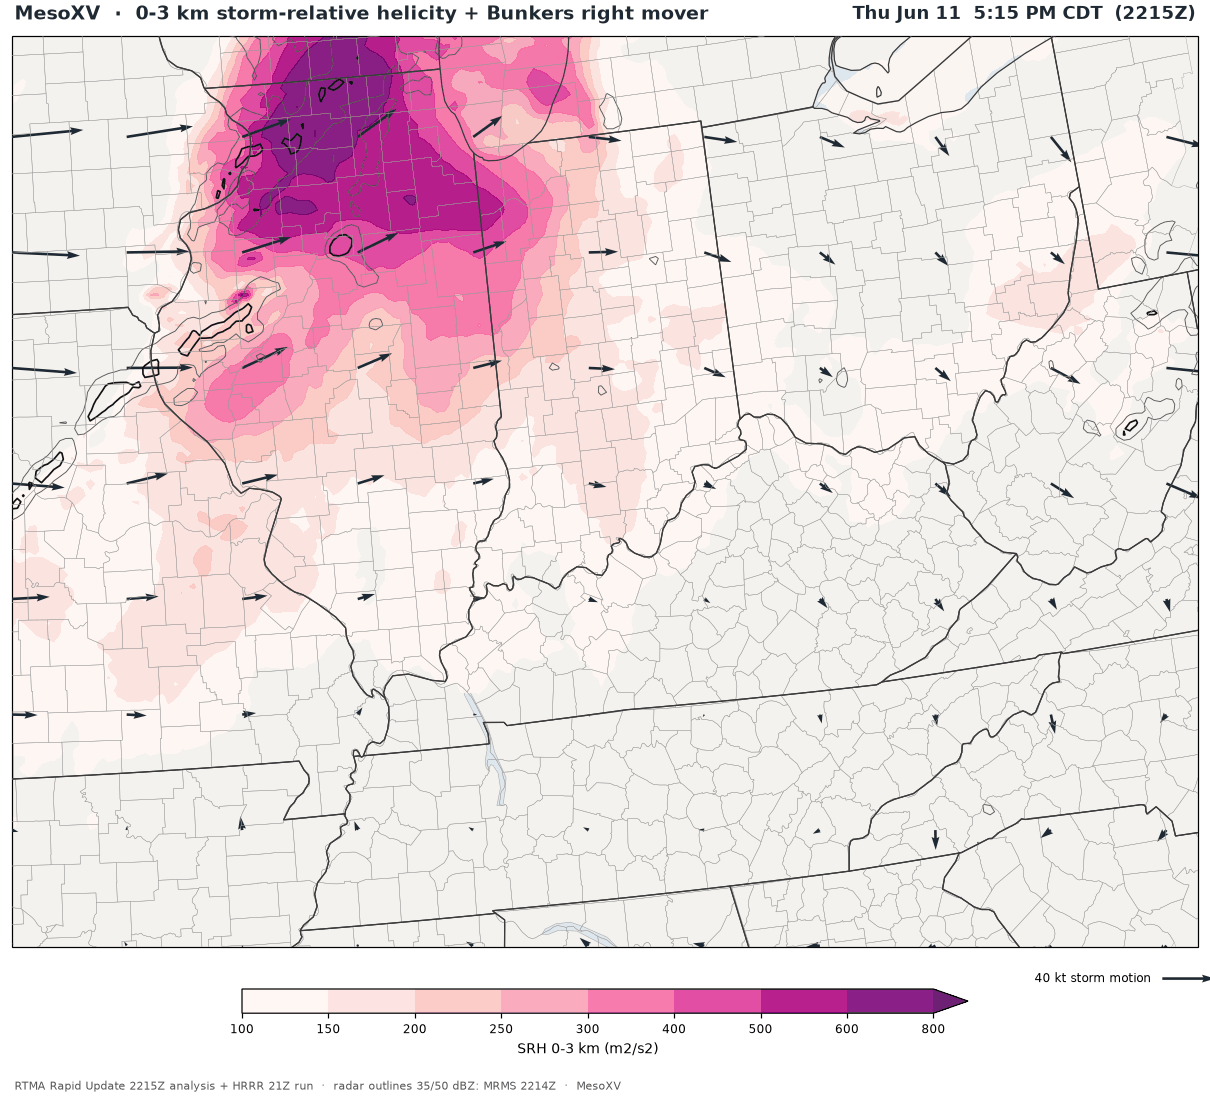 MesoXV · 0-3 km storm-relative helicity + Bunkers right mover
Thu Jun 11 5:15 PM CDT (2215Z)
40 kt storm motion
100 150 200 250 300 400 500 600 800
SRH 0-3 km (m2/s2)
RTMA Rapid Update 2215Z analysis + HRRR 21Z run · radar outlines 35/50 dBZ: MRMS 2214Z · MesoXV